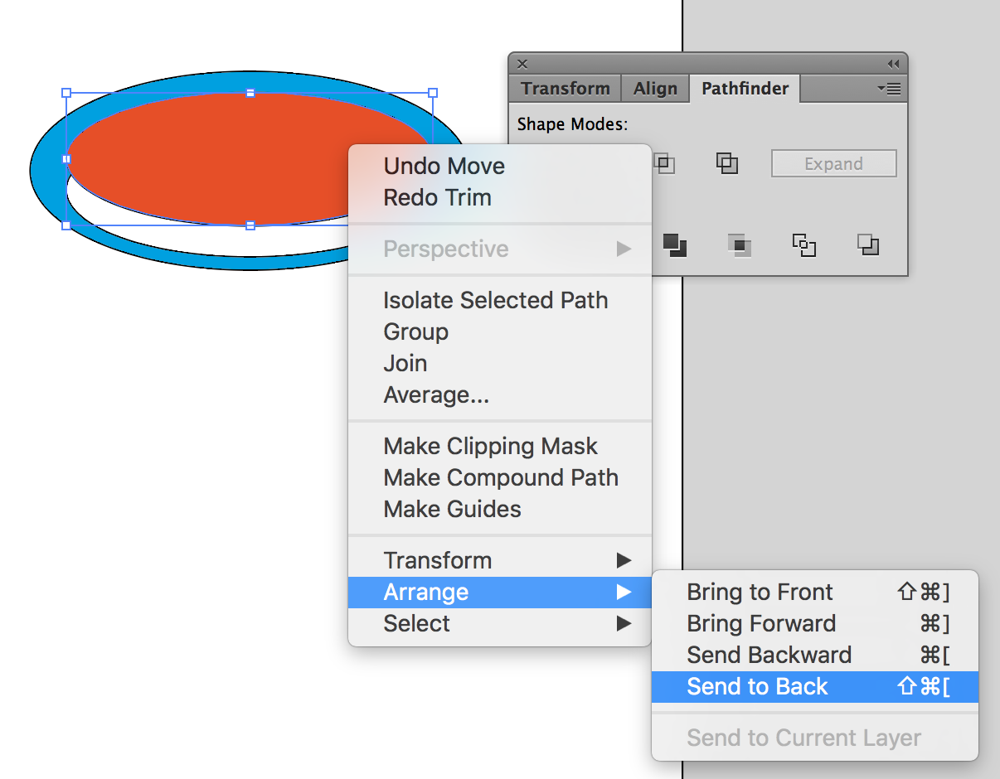 Transform Align Pathfinder
Shape Modes:
Expand
Undo Move
Redo Trim
Perspective
Isolate Selected Path
Group
Join
Average...
Make Clipping Mask
Make Compound Path
Make Guides
Transform
Arrange
Select
Bring to Front ⇧⌘]
Bring Forward ⌘]
Send Backward ⌘[
Send to Back ⇧⌘[
Send to Current Layer